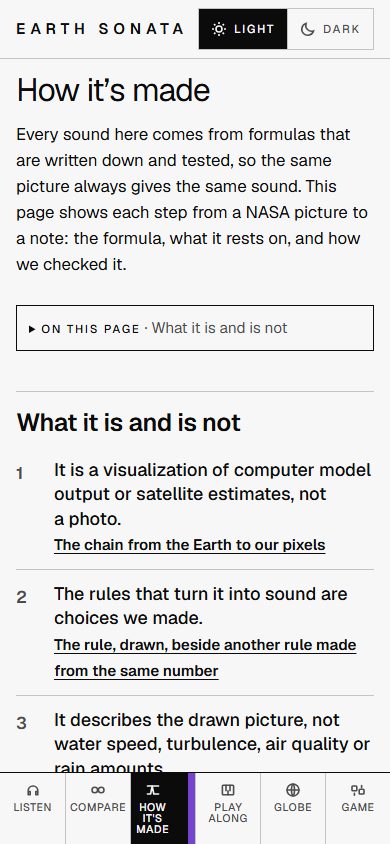 EARTH SONATA
LIGHT
DARK
How it’s made
Every sound here comes from formulas that
are written down and tested, so the same
picture always gives the same sound. This
page shows each step from a NASA picture to
a note: the formula, what it rests on, and how
we checked it.
ON THIS PAGE · What it is and is not
What it is and is not
1
It is a visualization of computer model
output or satellite estimates, not
a photo.
The chain from the Earth to our pixels
2
The rules that turn it into sound are
choices we made.
The rule, drawn, beside another rule made
from the same number
3
It describes the drawn picture, not
water speed, turbulence, air quality or
rain amounts.
LISTEN
COMPARE
HOW
IT'S
MADE
PLAY
ALONG
GLOBE
GAME